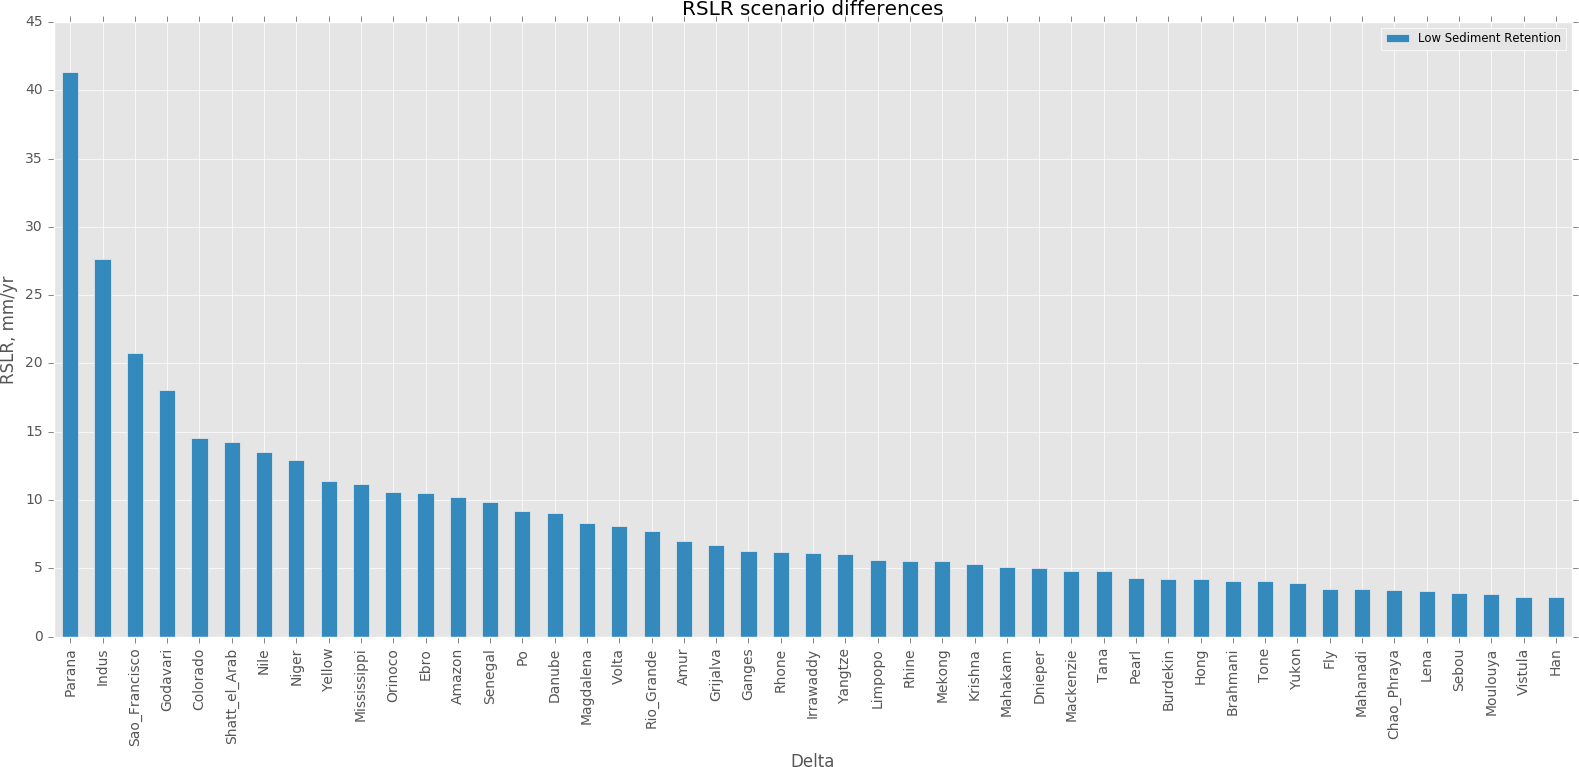 RSLR scenario differences
Low Sediment Retention
RSLR, mm/yr
45
40
35
30
25
20
15
10
5
0
Parana
Indus
Sao_Francisco
Godavari
Colorado
Shatt_el_Arab
Nile
Niger
Yellow
Mississippi
Orinoco
Ebro
Amazon
Senegal
Po
Danube
Magdalena
Volta
Rio_Grande
Amur
Grijalva
Ganges
Rhone
Irrawaddy
Yangtze
Limpopo
Rhine
Mekong
Krishna
Mahakam
Dnieper
Mackenzie
Tana
Pearl
Burdekin
Hong
Brahmani
Tone
Yukon
Fly
Mahanadi
Chao_Phraya
Lena
Sebou
Moulouya
Vistula
Han
Delta